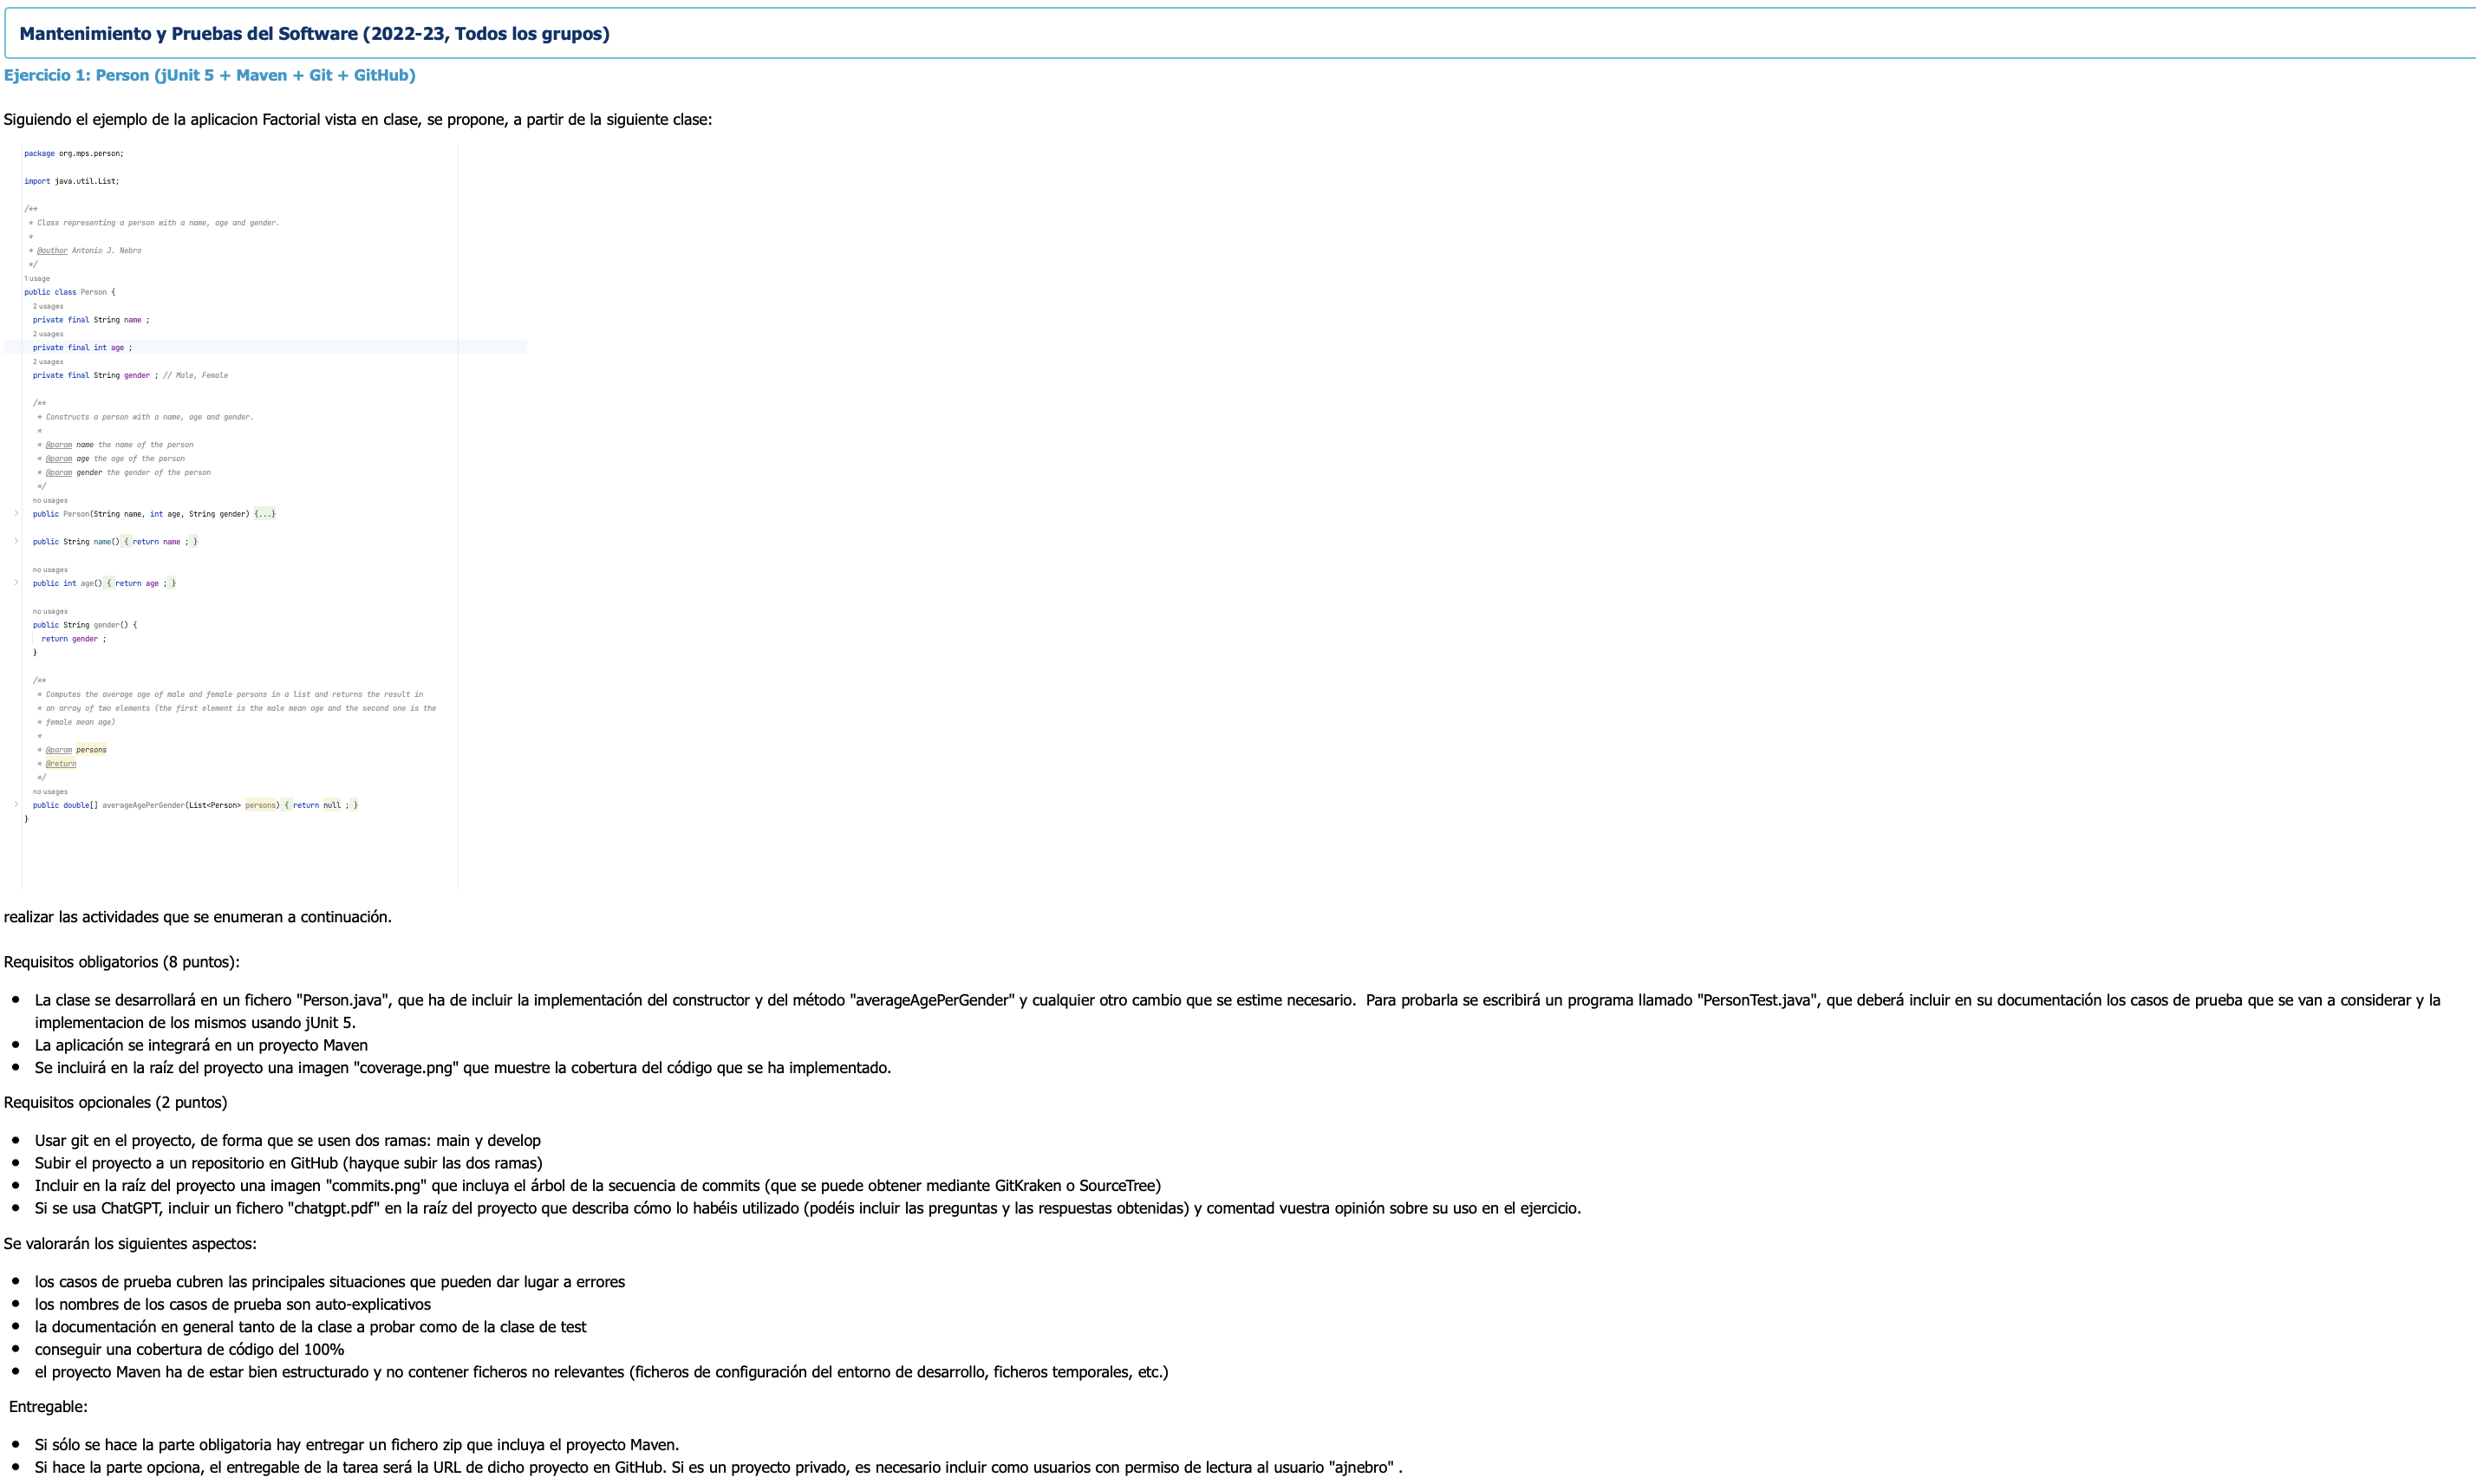 Mantenimiento y Pruebas del Software (2022-23, Todos los grupos)
Ejercicio 1: Person (jUnit 5 + Maven + Git + GitHub)
Siguiendo el ejemplo de la aplicacion Factorial vista en clase, se propone, a partir de la siguiente clase:
package org.mps.person;
import java.util.List;
/**
* Class representing a person with a name, age and gender.
*
* @author Antonio J. Nebro
*/
1 usage
public class Person {
2 usages
private final String name ;
2 usages
private final int age ;
2 usages
private final String gender ; // Male, Female
/**
* Constructs a person with a name, age and gender.
*
* @param name the name of the person
* @param age the age of the person
* @param gender the gender of the person
*/
no usages
public Person(String name, int age, String gender) {...}
public String name() { return name ; }
no usages
public int age() { return age ; }
no usages
public String gender() {
return gender ;
}
/**
* Computes the average age of male and female persons in a list and returns the result in
* an array of two elements (the first element is the male mean age and the second one is the
* female mean age)
*
* @param persons
* @return
*/
no usages
public double[] averageAgePerGender(List<Person> persons) { return null ; }
}
realizar las actividades que se enumeran a continuación.
Requisitos obligatorios (8 puntos):
● La clase se desarrollará en un fichero "Person.java", que ha de incluir la implementación del constructor y del método "averageAgePerGender" y cualquier otro cambio que se estime necesario.  Para probarla se escribirá un programa llamado "PersonTest.java", que deberá incluir en su documentación los casos de prueba que se van a considerar y la
implementacion de los mismos usando jUnit 5.
● La aplicación se integrará en un proyecto Maven
● Se incluirá en la raíz del proyecto una imagen "coverage.png" que muestre la cobertura del código que se ha implementado.
Requisitos opcionales (2 puntos)
● Usar git en el proyecto, de forma que se usen dos ramas: main y develop
● Subir el proyecto a un repositorio en GitHub (hayque subir las dos ramas)
● Incluir en la raíz del proyecto una imagen "commits.png" que incluya el árbol de la secuencia de commits (que se puede obtener mediante GitKraken o SourceTree)
● Si se usa ChatGPT, incluir un fichero "chatgpt.pdf" en la raíz del proyecto que describa cómo lo habéis utilizado (podéis incluir las preguntas y las respuestas obtenidas) y comentad vuestra opinión sobre su uso en el ejercicio.
Se valorarán los siguientes aspectos:
● los casos de prueba cubren las principales situaciones que pueden dar lugar a errores
● los nombres de los casos de prueba son auto-explicativos
● la documentación en general tanto de la clase a probar como de la clase de test
● conseguir una cobertura de código del 100%
● el proyecto Maven ha de estar bien estructurado y no contener ficheros no relevantes (ficheros de configuración del entorno de desarrollo, ficheros temporales, etc.)
Entregable:
● Si sólo se hace la parte obligatoria hay entregar un fichero zip que incluya el proyecto Maven.
● Si hace la parte opciona, el entregable de la tarea será la URL de dicho proyecto en GitHub. Si es un proyecto privado, es necesario incluir como usuarios con permiso de lectura al usuario "ajnebro" .